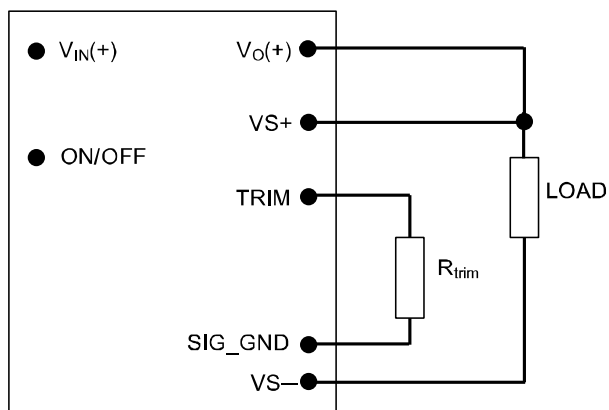 V_IN(+) V_O(+)
VS+
ON/OFF
TRIM
LOAD
R_trim
SIG_GND
VS─